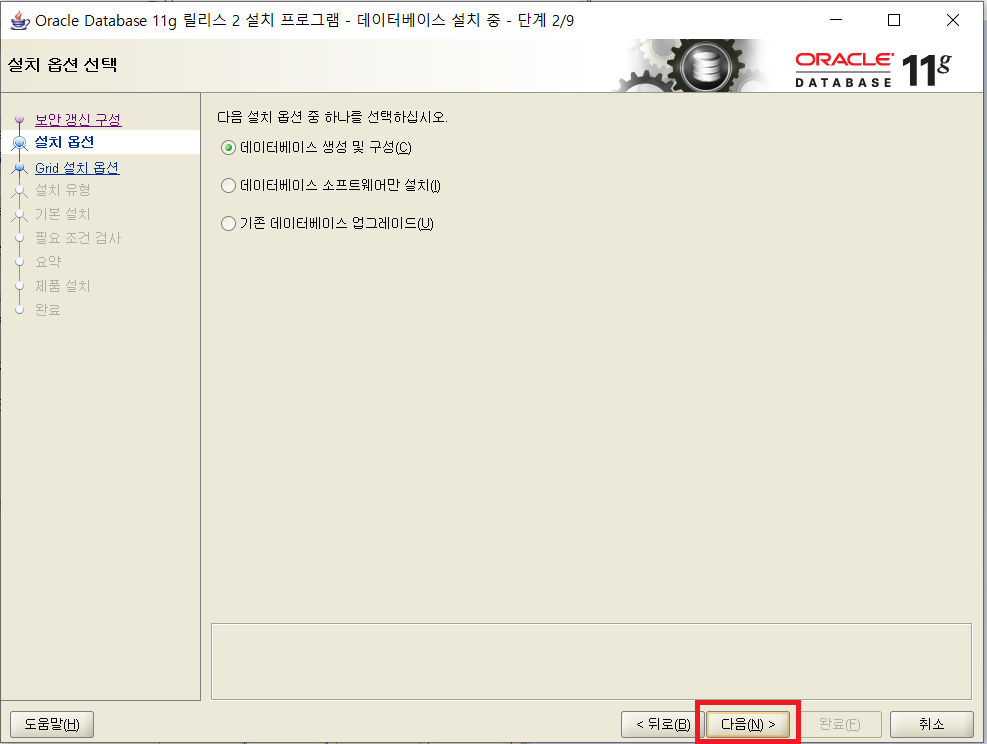 Oracle Database 11g 릴리스 2 설치 프로그램 - 데이터베이스 설치 중 - 단계 2/9
설치 옵션 선택
ORACLE
DATABASE
11g
보안 갱신 구성
설치 옵션
Grid 설치 옵션
설치 유형
기본 설치
필요 조건 검사
요약
제품 설치
완료
다음 설치 옵션 중 하나를 선택하십시오.
데이터베이스 생성 및 구성(C)
데이터베이스 소프트웨어만 설치(I)
기존 데이터베이스 업그레이드(U)
도움말(H)
< 뒤로(B)
다음(N) >
완료(F)
취소